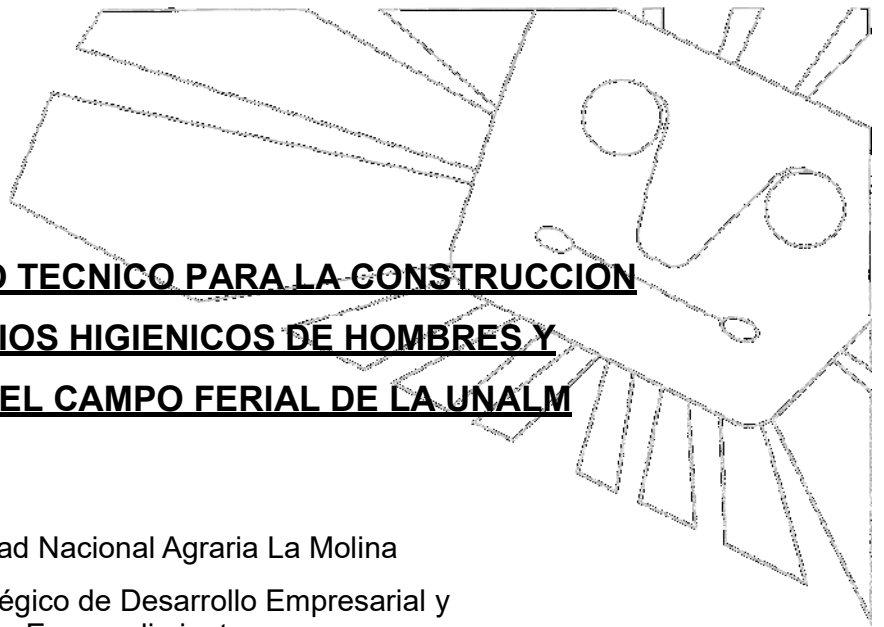 O TECNICO PARA LA CONSTRUCCION
IOS HIGIENICOS DE HOMBRES Y
EL CAMPO FERIAL DE LA UNALM
ad Nacional Agraria La Molina
égico de Desarrollo Empresarial y